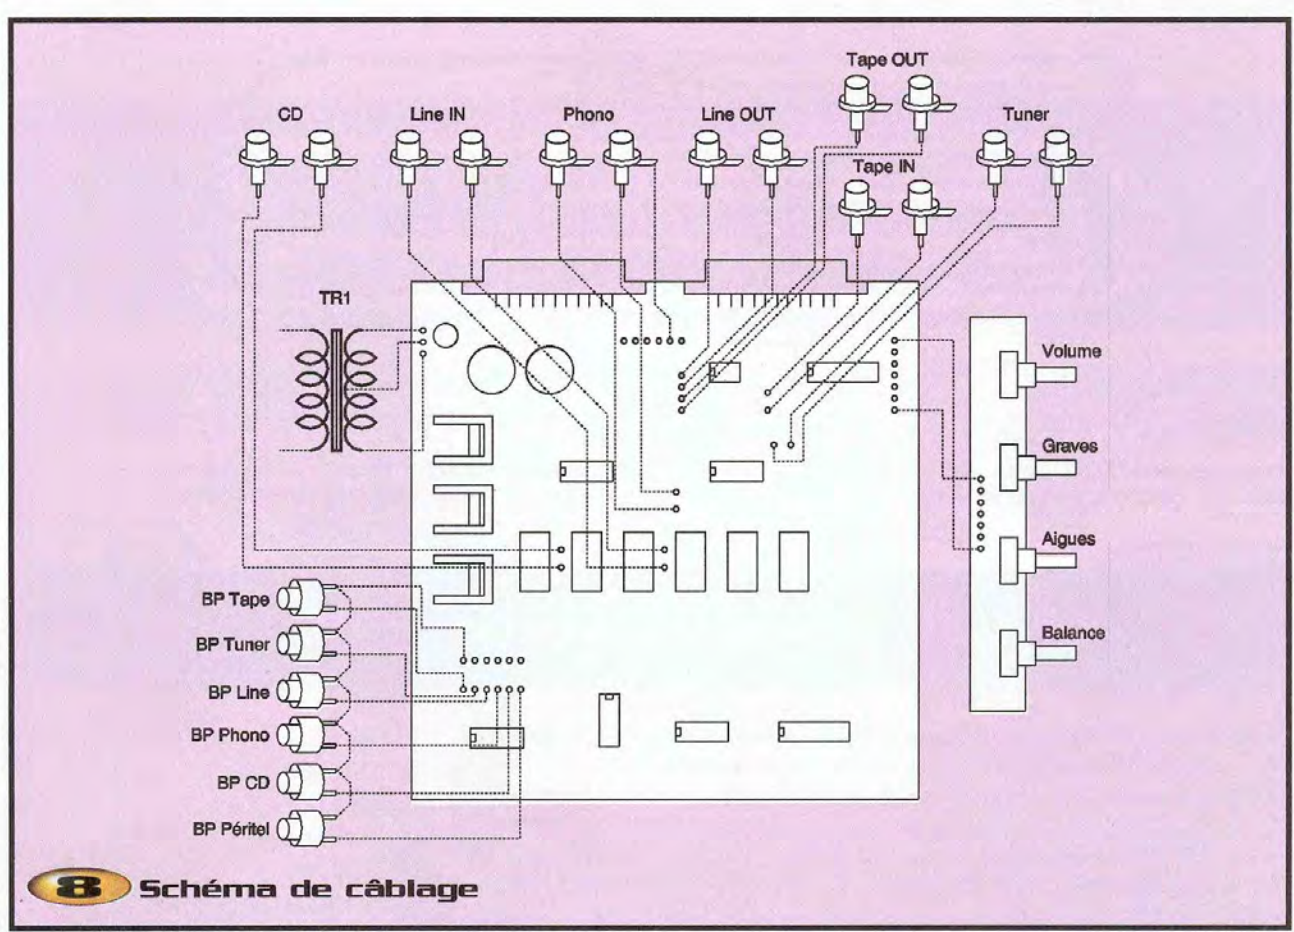 Tape OUT
CD
Line IN
Phono
Line OUT
Tuner
Tape IN
TR1
Volume
Graves
Aigues
Balance
BP Tape
BP Tuner
BP Line
BP Phono
BP CD
BP Péritel
8 Schéma de câblage